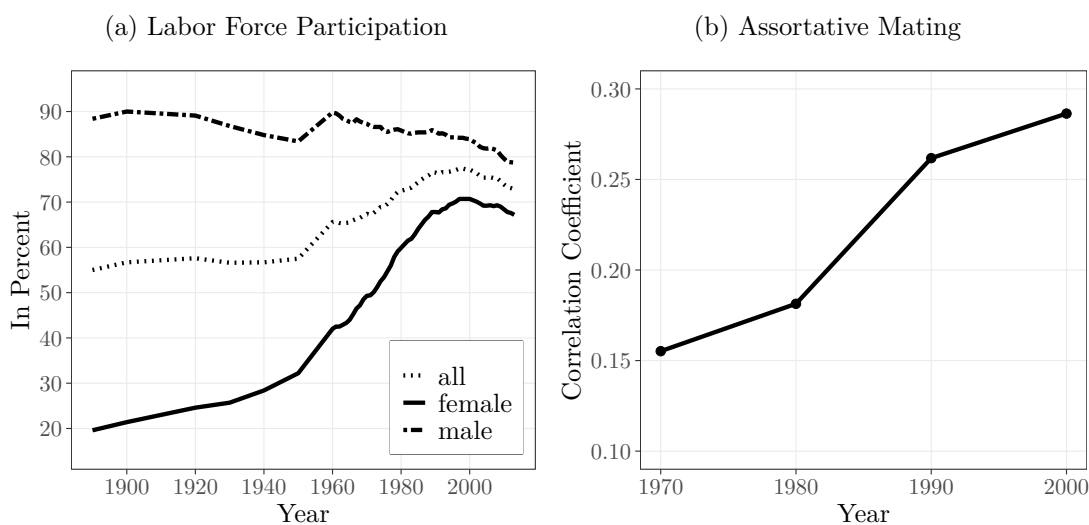 (a) Labor Force Participation
In Percent
90
80
70
60
50
40
30
20
all
female
male
1900 1920 1940 1960 1980 2000
Year
(b) Assortative Mating
Correlation Coefficient
0.30
0.25
0.20
0.15
0.10
1970 1980 1990 2000
Year